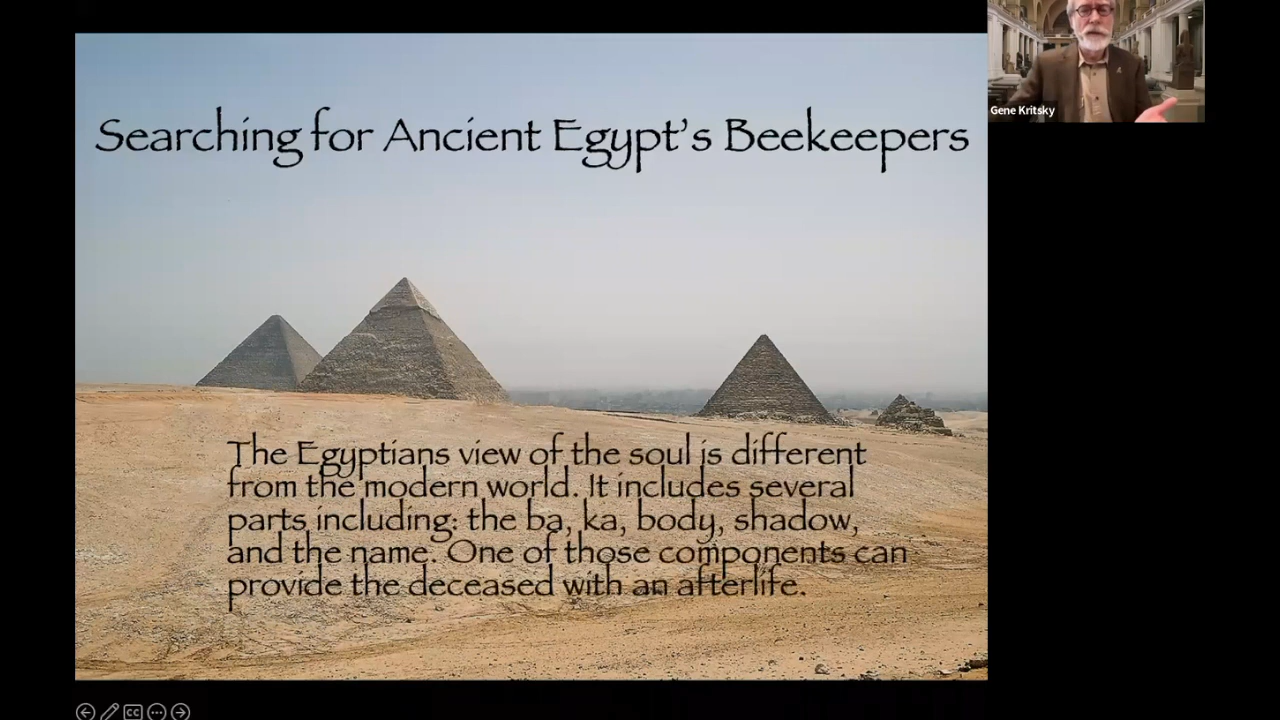 Searching for Ancient Egypt's Beekeepers
Gene Kritsky
The Egyptians view of the soul is different
from the modern world. It includes several
parts including: the ba, ka, body, shadow,
and the name. One of those components can
provide the deceased with an afterlife.
CC